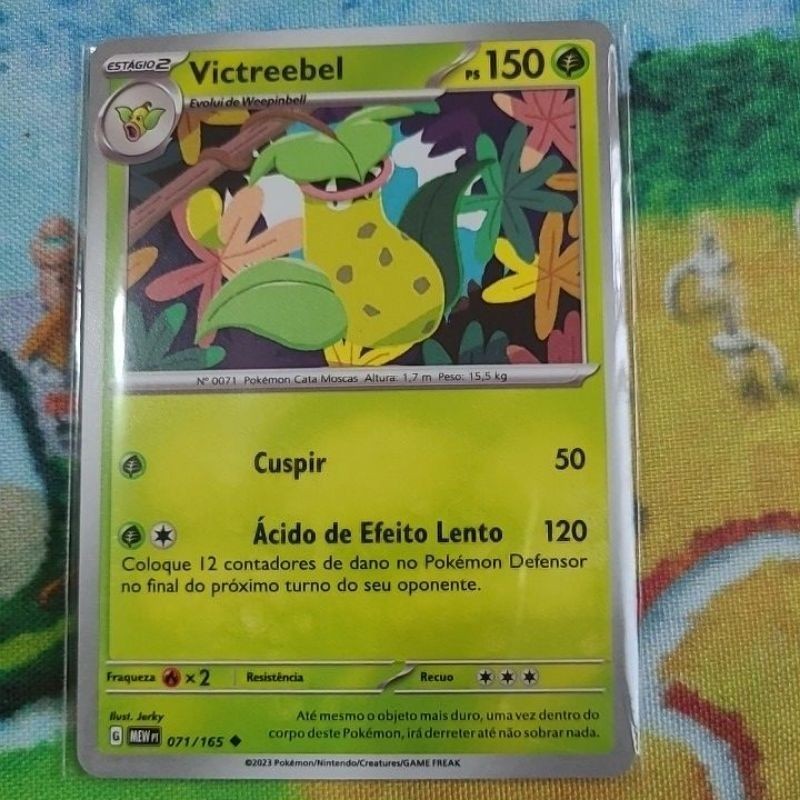 ESTÁGIO 2
Victreebel
PS 150
Evolui de Weepinbell
Nº 0071 Pokémon Cata Moscas Altura: 1,7 m Peso: 15,5 kg
Cuspir 50
Ácido de Efeito Lento 120
Coloque 12 contadores de dano no Pokémon Defensor
no final do próximo turno do seu oponente.
Fraqueza x2 Resistência Recuo
Ilust. Jerky
G MEW PT 071/165
Até mesmo o objeto mais duro, uma vez dentro do
corpo deste Pokémon, irá derreter até não sobrar nada.
©2023 Pokémon/Nintendo/Creatures/GAME FREAK